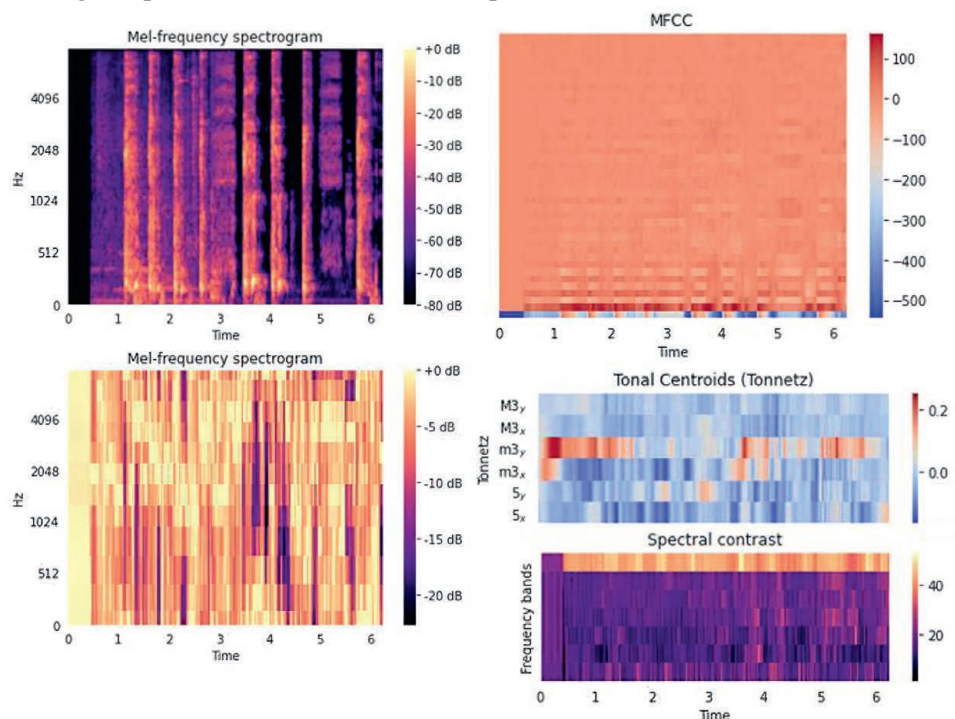 Mel-frequency spectrogram
+0 dB
-10 dB
-20 dB
-30 dB
-40 dB
-50 dB
-60 dB
-70 dB
-80 dB
4096
2048
1024
512
0
Hz
0 1 2 3 4 5 6
Time
MFCC
100
0
−100
−200
−300
−400
−500
0 1 2 3 4 5 6
Time
Mel-frequency spectrogram
+0 dB
-5 dB
-10 dB
-15 dB
-20 dB
4096
2048
1024
512
0
Hz
0 1 2 3 4 5 6
Time
Tonal Centroids (Tonnetz)
M3y
M3x
m3y
m3x
5y
5x
Tonnetz
0.2
0.0
Spectral contrast
Frequency bands
40
20
0 1 2 3 4 5 6
Time